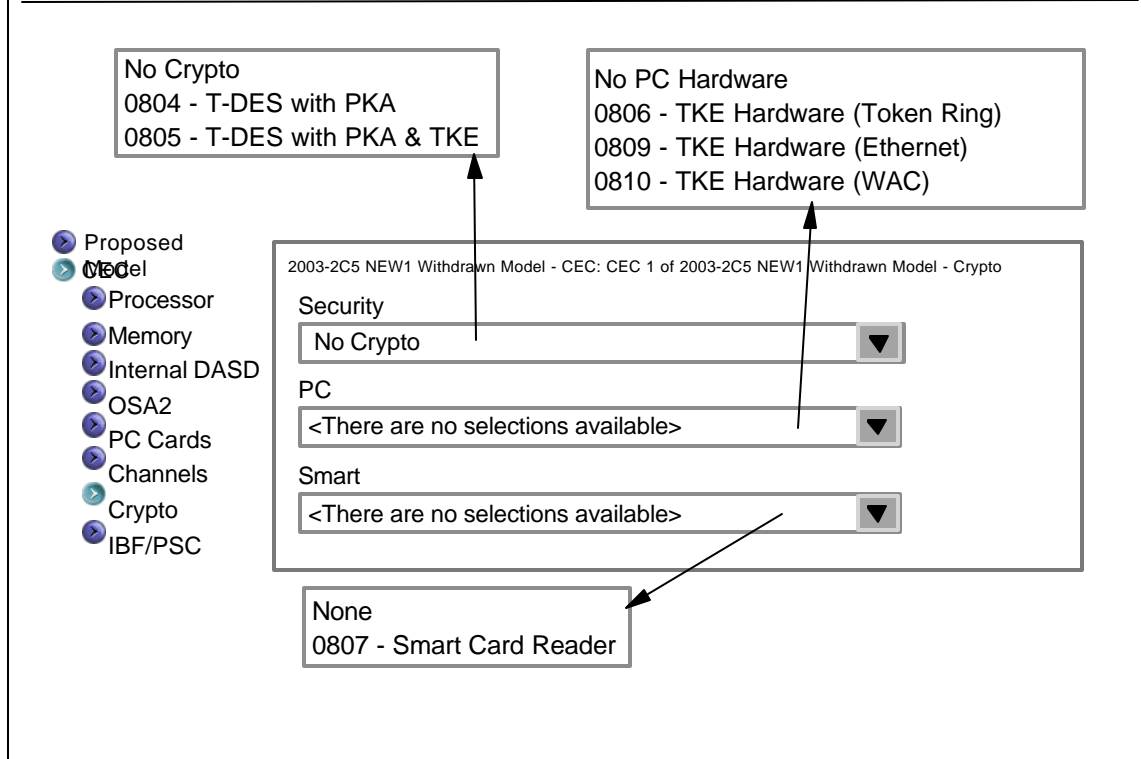 No Crypto
0804 - T-DES with PKA
0805 - T-DES with PKA & TKE
No PC Hardware
0806 - TKE Hardware (Token Ring)
0809 - TKE Hardware (Ethernet)
0810 - TKE Hardware (WAC)
Proposed
Model
CEC
Processor
Memory
Internal DASD
OSA2
PC Cards
Channels
Crypto
IBF/PSC
2003-2C5 NEW1 Withdrawn Model - CEC: CEC 1 of 2003-2C5 NEW1 Withdrawn Model - Crypto
Security
No Crypto
PC
<There are no selections available>
Smart
<There are no selections available>
None
0807 - Smart Card Reader